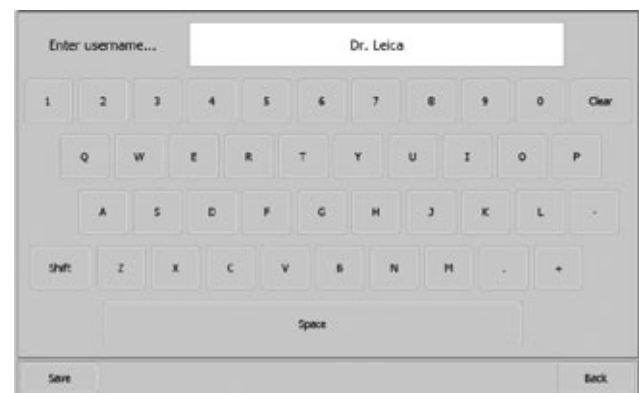 Enter username... Dr. Leica
1 2 3 4 5 6 7 8 9 0 Clear
Q W E R T Y U I O P
A S D F G H J K L -
Shift Z X C V B N M . +
Space
Save Back